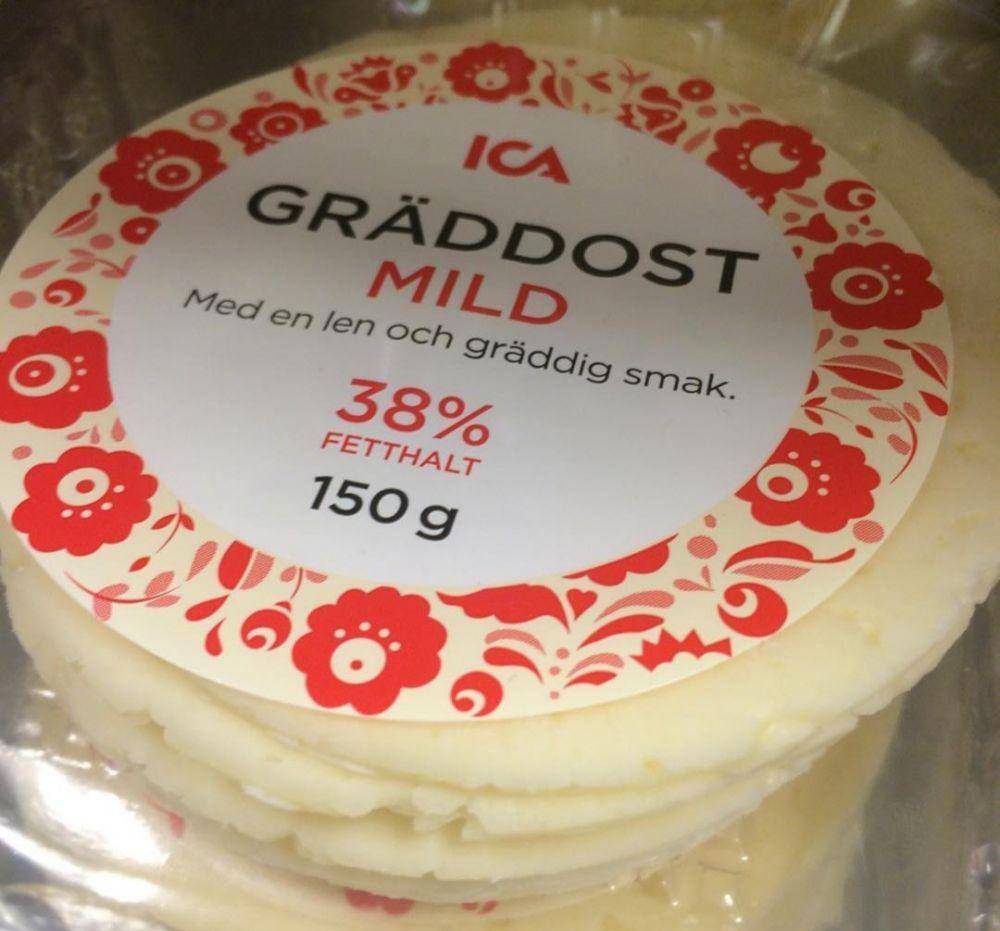 ICA
GRÄDDOST
MILD
Med en len och gräddig smak.
38%
FETTHALT
150 g